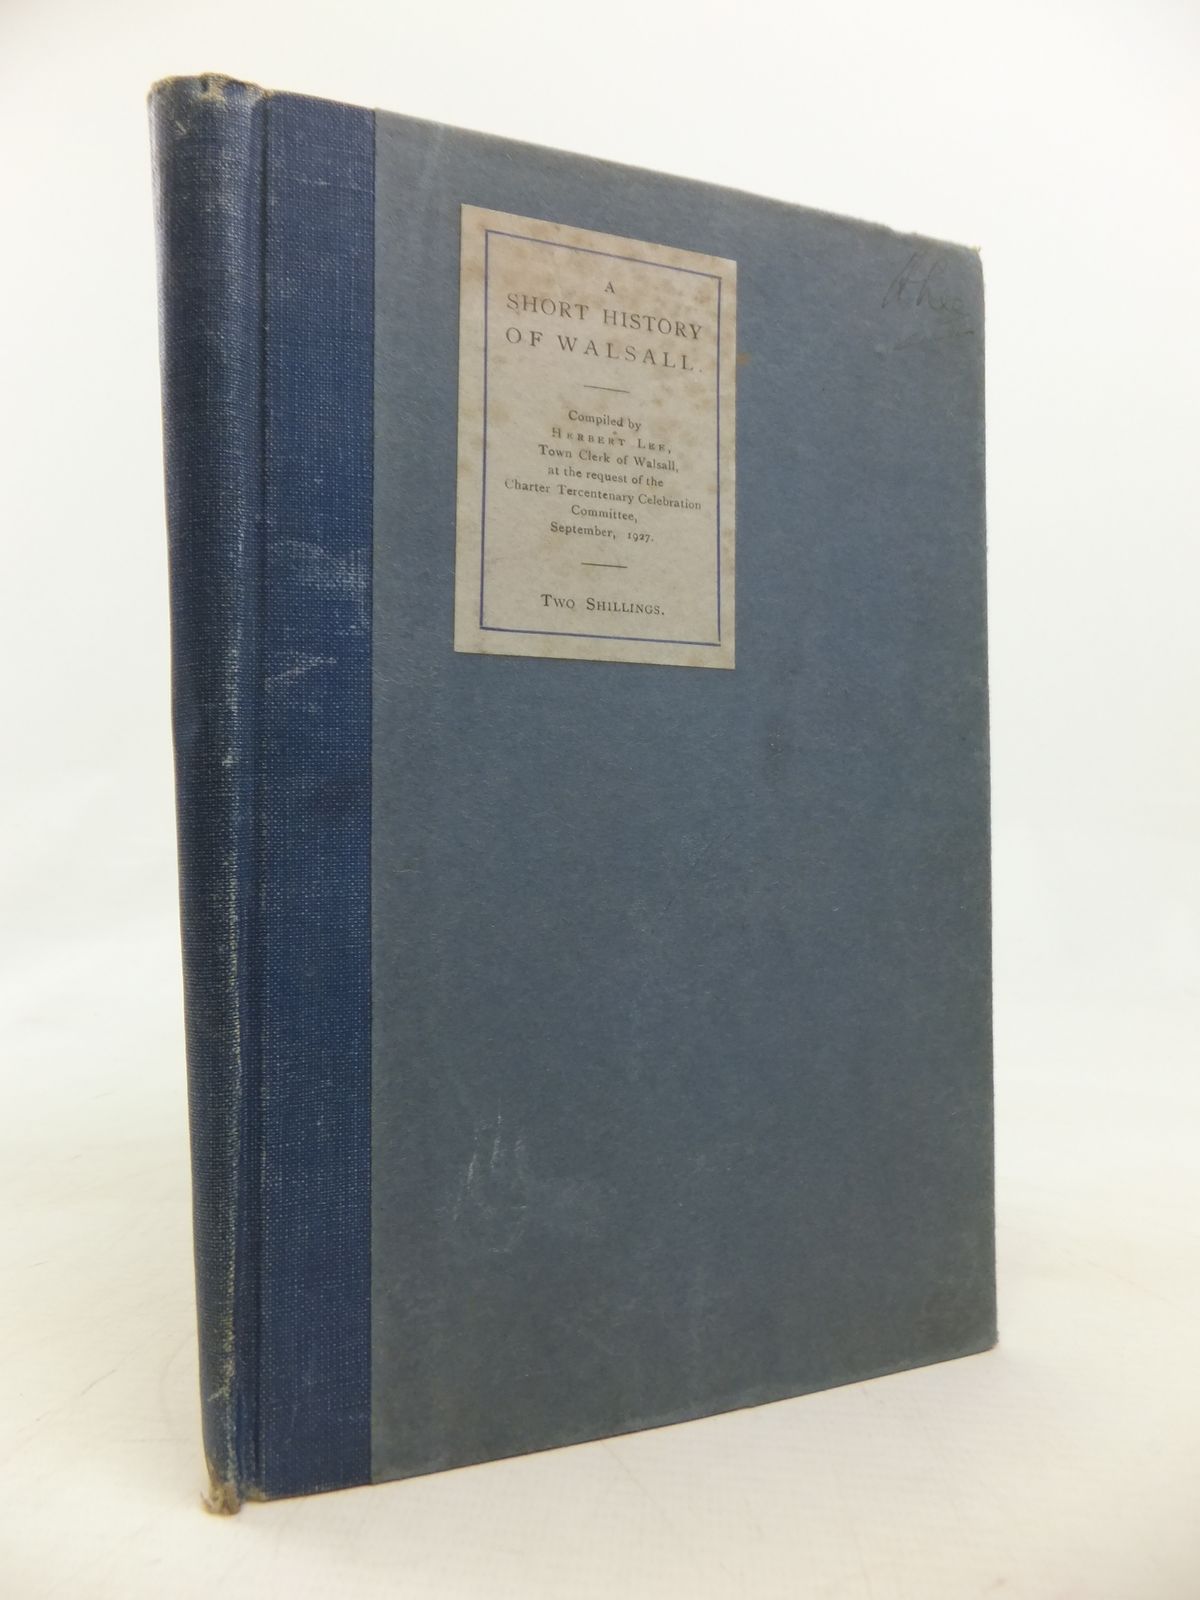 A
SHORT HISTORY
OF WALSALL.
Compiled by
HERBERT LEE,
Town Clerk of Walsall,
at the request of the
Charter Tercentenary Celebration
Committee,
September, 1927.
TWO SHILLINGS.